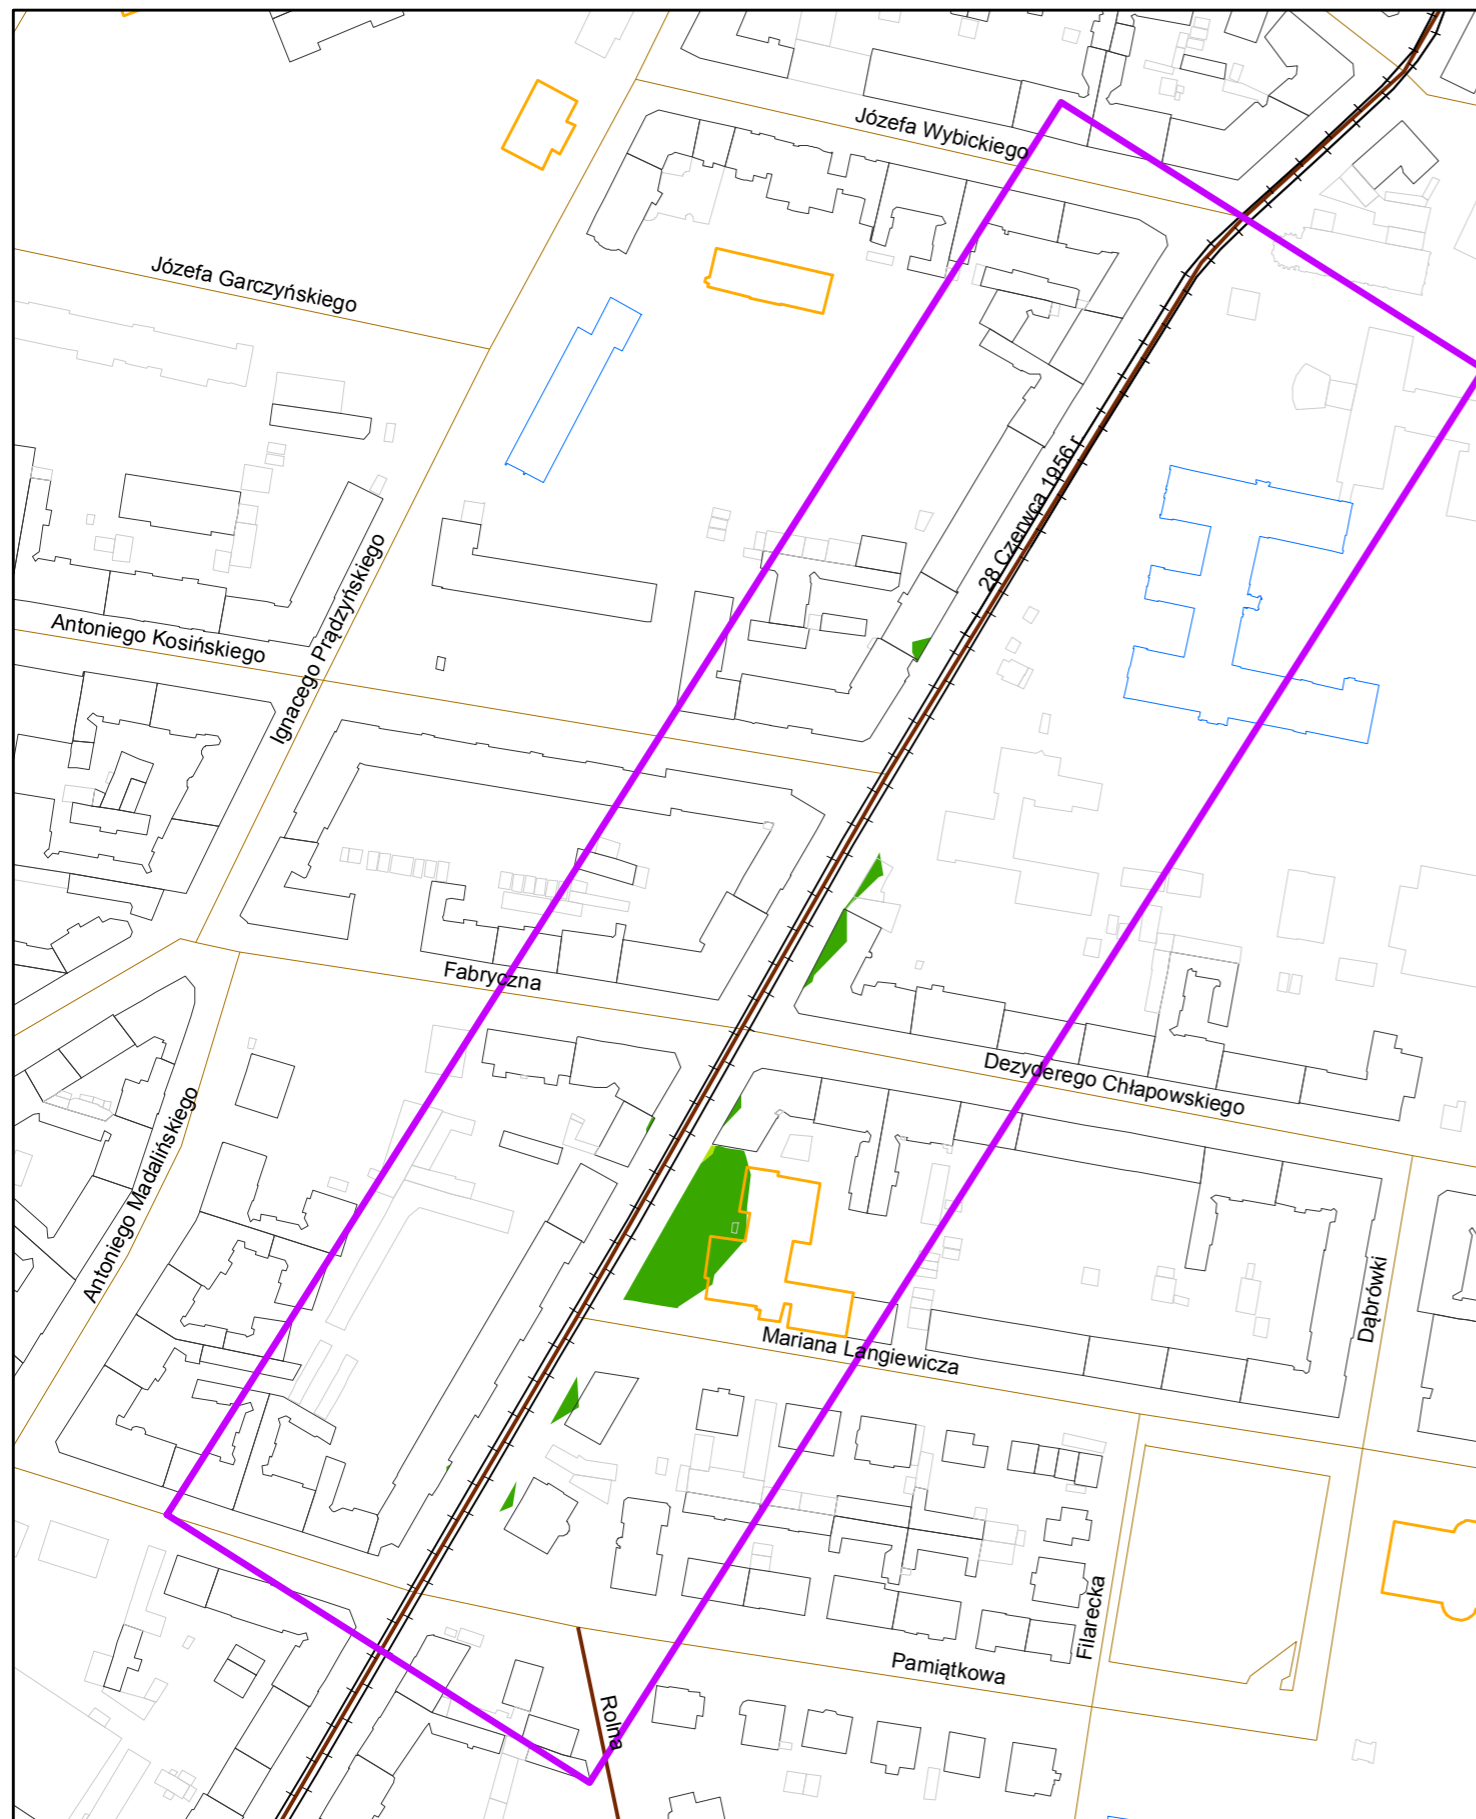 Józefa Wybickiego
Józefa Garczyńskiego
28 Czerwca 1956 r.
Ignacego Prądzyńskiego
Antoniego Kosińskiego
Fabryczna
Dezyderego Chłapowskiego
Antoniego Madalińskiego
Dąbrówki
Mariana Langiewicza
Filarecka
Pamiątkowa
Rolna